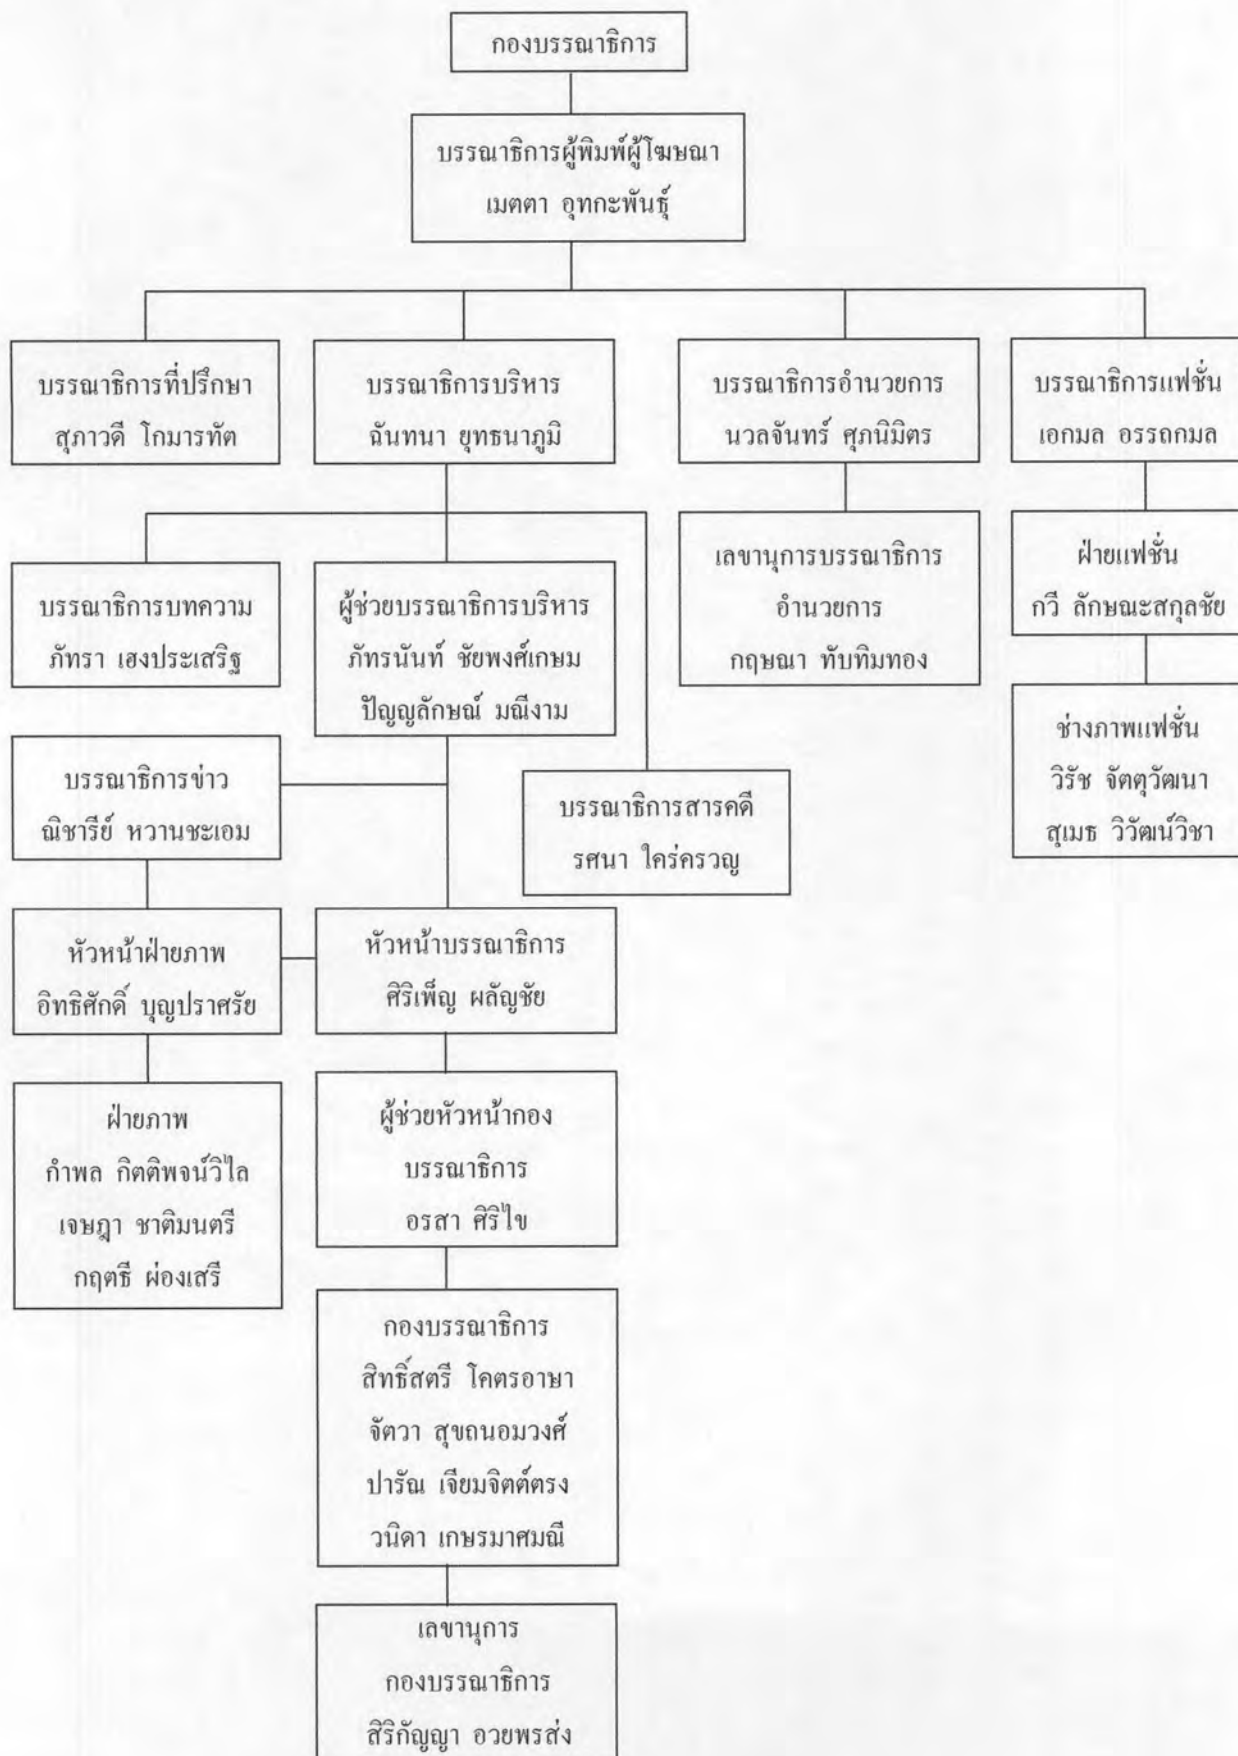 กองบรรณาธิการ
บรรณาธิการผู้พิมพ์ผู้โฆษณา
เมตตา อุทกะพันธุ์
บรรณาธิการที่ปรึกษา
สุภาวดี โกมารทัต
บรรณาธิการบริหาร
ฉันทนา ยุทธนาภูมิ
บรรณาธิการอำนวยการ
นวลจันทร์ ศุภนิมิตร
บรรณาธิการแฟชั่น
เอกมล อรรถกมล
บรรณาธิการบทความ
ภัทรา เฮงประเสริฐ
ผู้ช่วยบรรณาธิการบริหาร
ภัทรนันท์ ชัยพงศ์เกษม
ปัญญลักษณ์ มณีงาม
เลขานุการบรรณาธิการ
อำนวยการ
กฤษณา ทับทิมทอง
ฝ่ายแฟชั่น
กวี ลักษณะสกุลชัย
บรรณาธิการข่าว
ณิชารีย์ หวานชะเอม
บรรณาธิการสารคดี
รศนา ใคร่ครวญ
ช่างภาพแฟชั่น
วิรัช จัตตุวัฒนา
สุเมธ วิวัฒน์วิชา
หัวหน้าฝ่ายภาพ
อิทธิศักดิ์ บุญปราศรัย
หัวหน้าบรรณาธิการ
ศิริเพ็ญ ผลัญชัย
ฝ่ายภาพ
กำพล กิตติพจน์วิไล
เจษฎา ชาติมนตรี
กฤตธี ผ่องเสรี
ผู้ช่วยหัวหน้ากอง
บรรณาธิการ
อรสา ศิริไข
กองบรรณาธิการ
สิทธิ์สตรี โคตรอาษา
จัตวา สุขถนอมวงศ์
ปารัณ เจียมจิตต์ตรง
วนิดา เกษรมาศมณี
เลขานุการ
กองบรรณาธิการ
สิริกัญญา อวยพรส่ง